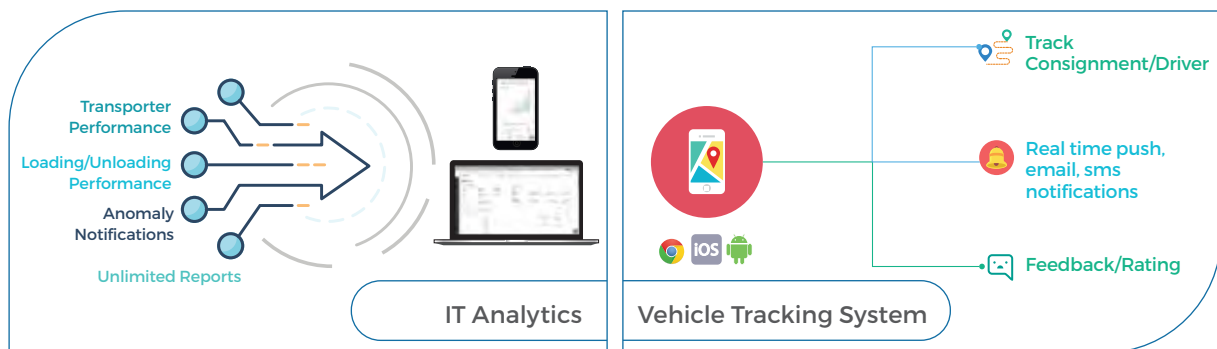 Transporter
Performance
Loading/Unloading
Performance
Anomaly
Notifications
Unlimited Reports
IT Analytics
iOS
Track
Consignment/Driver
Real time push,
email, sms
notifications
Feedback/Rating
Vehicle Tracking System